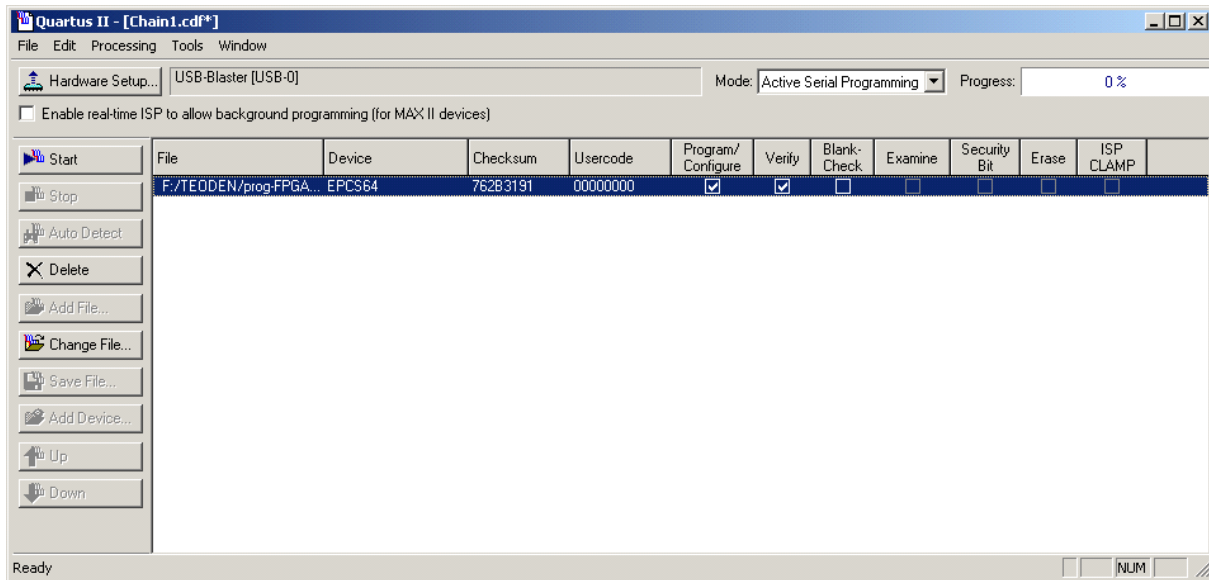 Quartus II - [Chain1.cdf*]
File Edit Processing Tools Window
Hardware Setup... USB-Blaster [USB-0] Mode: Active Serial Programming Progress: 0 %
Enable real-time ISP to allow background programming (for MAX II devices)
Start
Stop
Auto Detect
Delete
Add File...
Change File...
Save File...
Add Device...
Up
Down
File Device Checksum Usercode Program/ Configure Verify Blank- Check Examine Security Bit Erase ISP CLAMP
F:/TEODEN/prog-FPGA... EPCS64 762B3191 00000000
Ready NUM